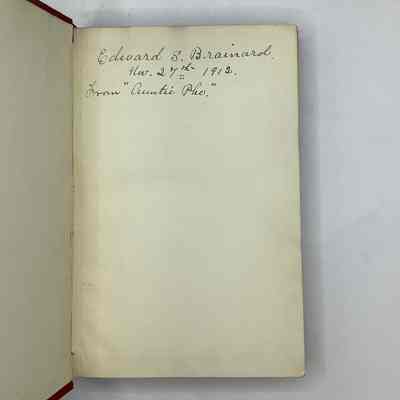 Edward S. Brainard.
Nov. 27th 1912.
From "Auntie Pho."